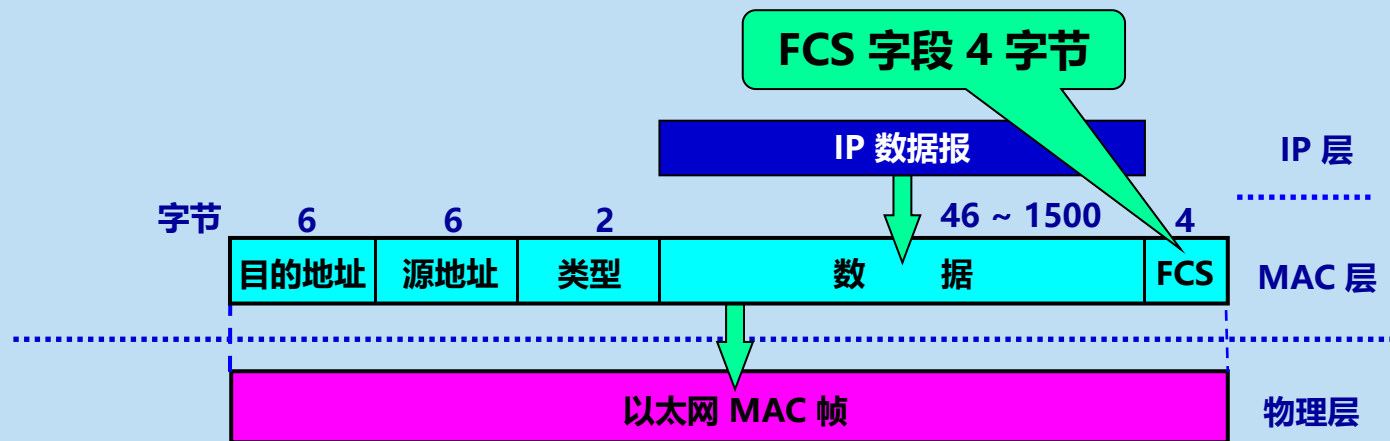 FCS 字段 4 字节
IP 数据报
IP 层
字节 6 6 2 46 ~ 1500 4
目的地址 源地址 类型 数 据 FCS MAC 层
以太网 MAC 帧
物理层